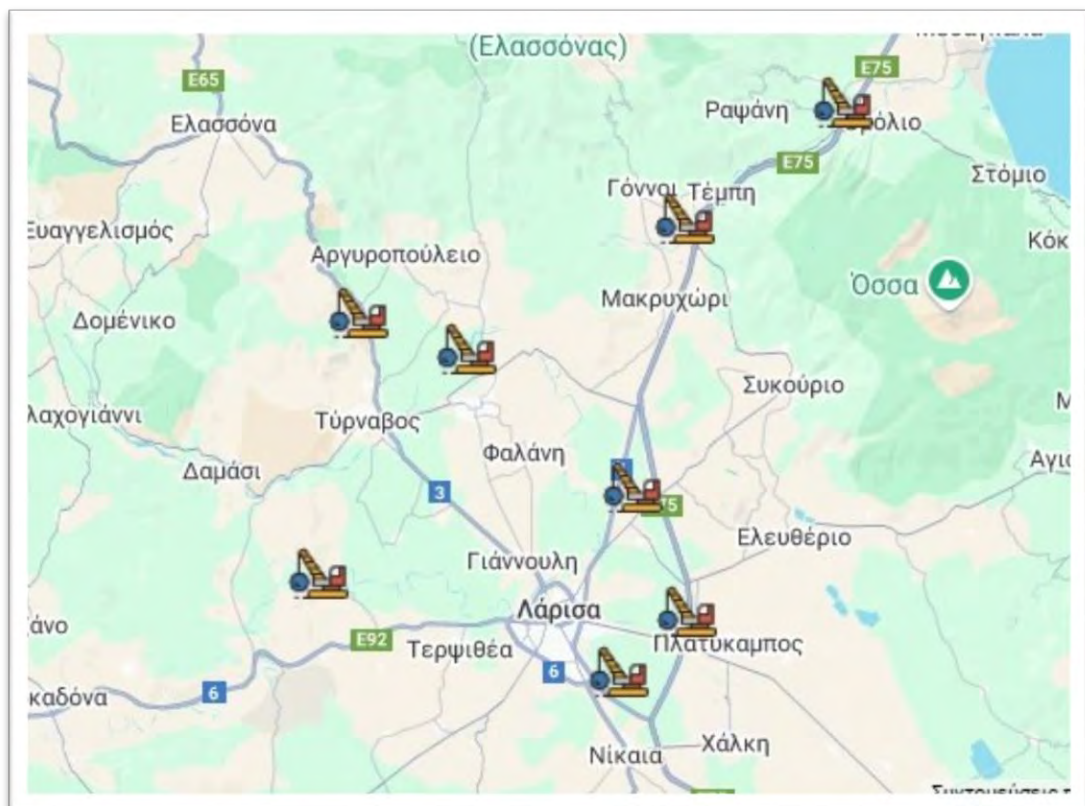 (Ελασσόνας)
E75
E65
Ραψάνη
Ελασσόνα
E75
Στόμιο
Γόννοι Τέμπη
Ευαγγελισμός
Κόκ
Αργυροπούλειο
Όσσα
Μακρυχώρι
Δομένικο
Συκούριο
λαχογιάννι
Μ
Τύρναβος
Φαλάνη
Δαμάσι
Αγιά
3
Ελευθέριο
Γιάννουλη
Λάρισα
άνο
E92
Τερψιθέα
Πλατύκαμπος
6
6
καδόνα
Χάλκη
Νίκαια